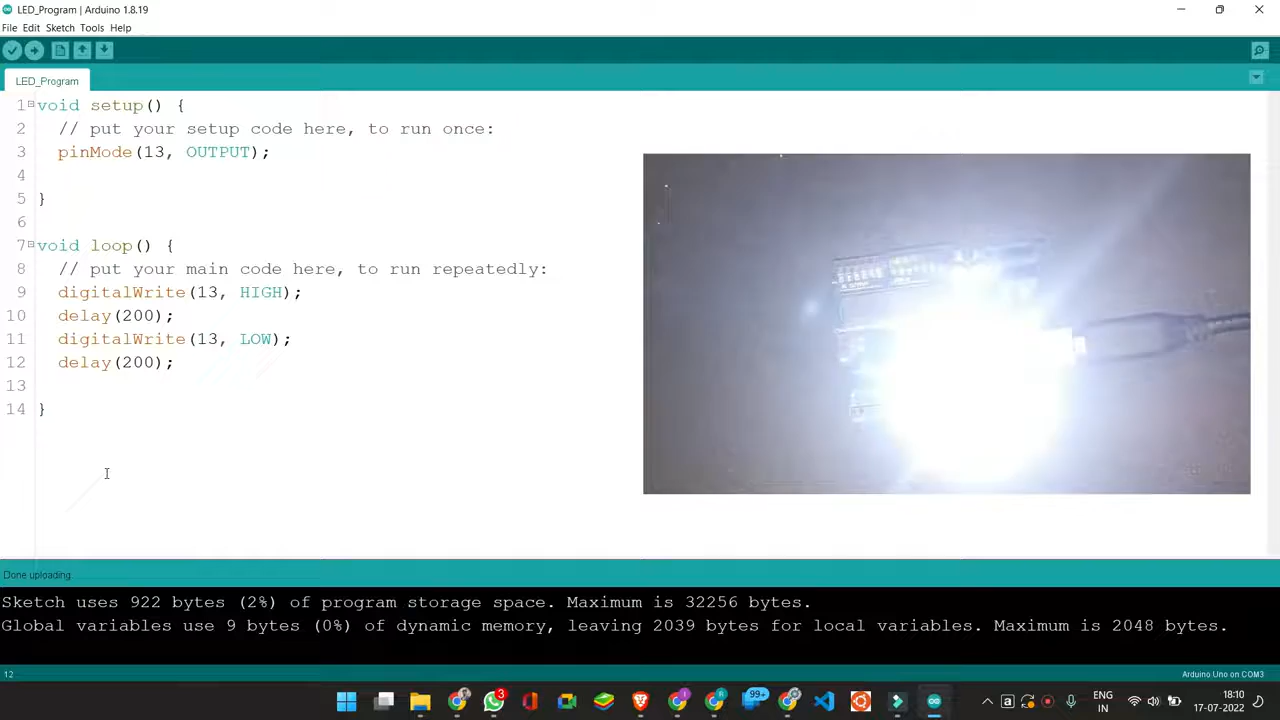 LED_Program | Arduino 1.8.19
File Edit Sketch Tools Help
LED_Program
1 void setup() {
2 // put your setup code here, to run once:
3 pinMode(13, OUTPUT);
4
5 }
6
7 void loop() {
8 // put your main code here, to run repeatedly:
9 digitalWrite(13, HIGH);
10 delay(200);
11 digitalWrite(13, LOW);
12 delay(200);
13
14 }
Done uploading.
Sketch uses 922 bytes (2%) of program storage space. Maximum is 32256 bytes.
Global variables use 9 bytes (0%) of dynamic memory, leaving 2039 bytes for local variables. Maximum is 2048 bytes.
12 Arduino Uno on COM3
3 99+ ENG 18:10
IN 17-07-2022